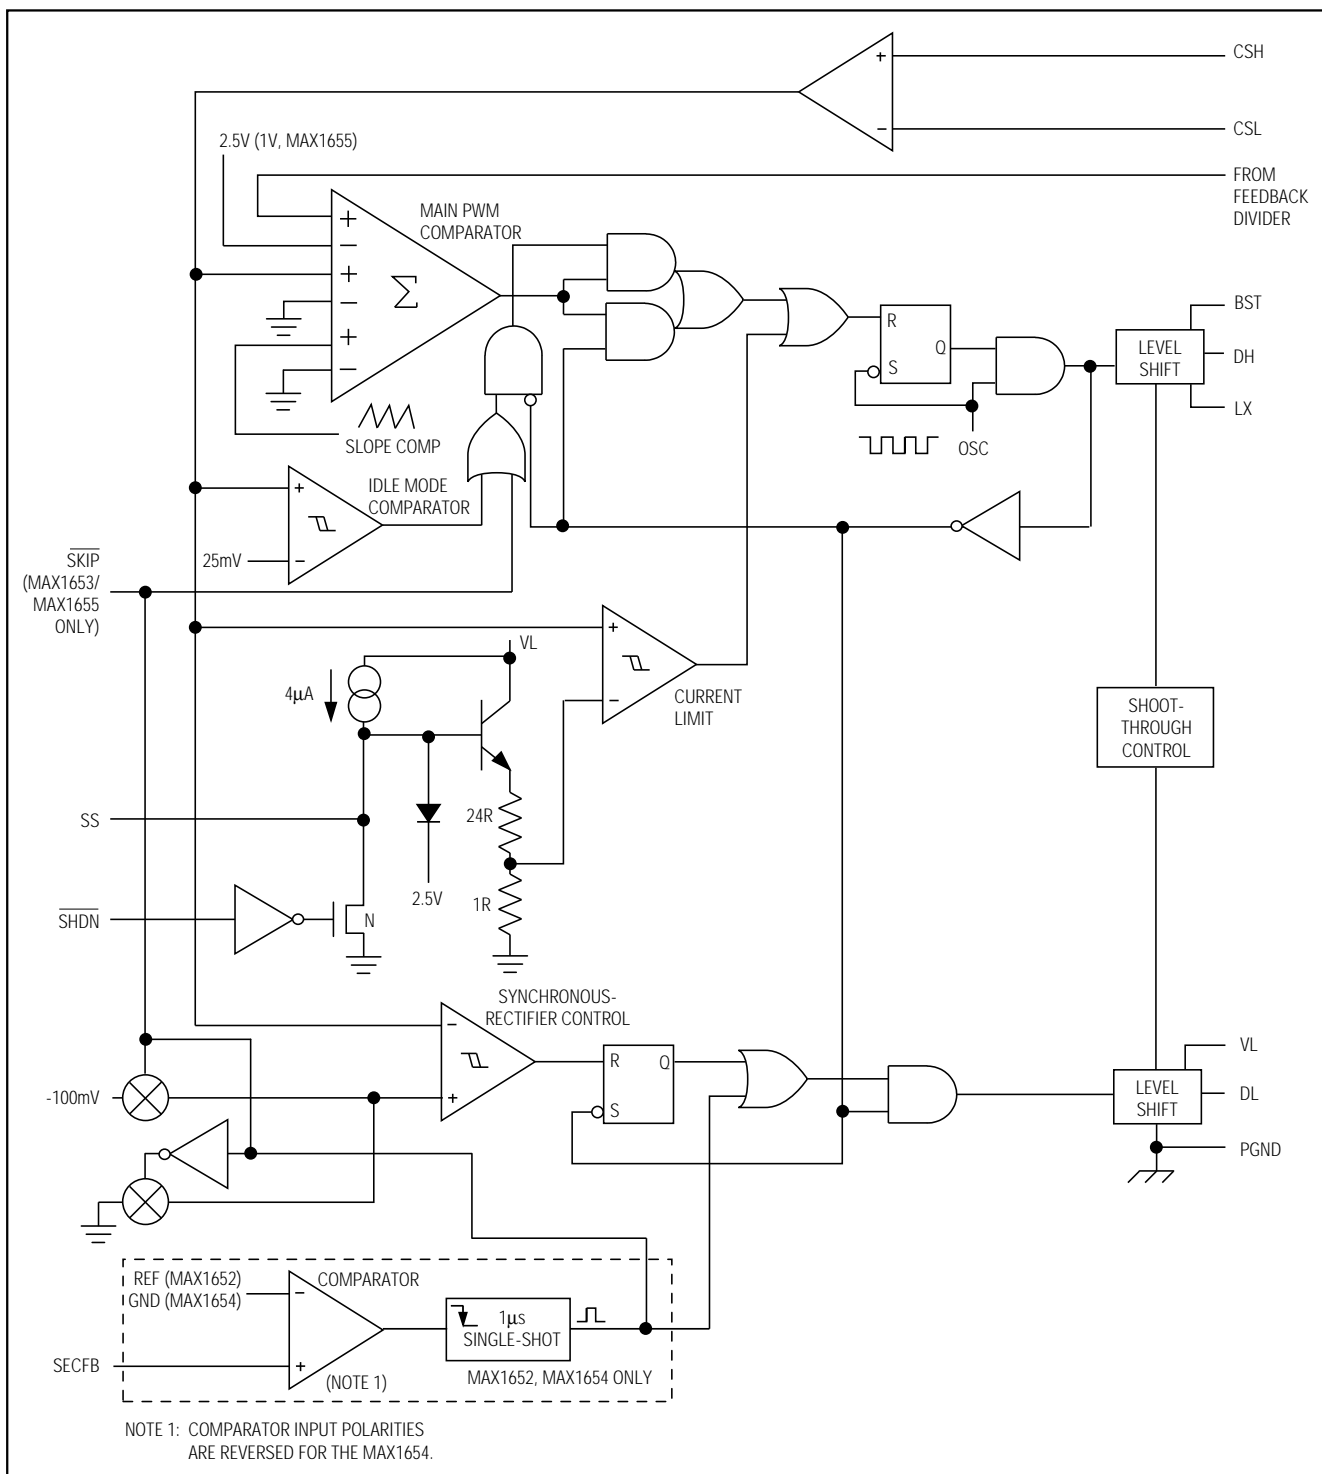 CSH
CSL
2.5V (1V, MAX1655)
FROM
FEEDBACK
DIVIDER
MAIN PWM
COMPARATOR
+
−
+
−
+
−
+
−
Σ
R
Q
S
BST
LEVEL
SHIFT
DH
LX
SLOPE COMP
OSC
IDLE MODE
COMPARATOR
+
−
25mV
SKIP
(MAX1653/
MAX1655
ONLY)
VL
+
−
4µA
CURRENT
LIMIT
SHOOT-
THROUGH
CONTROL
SS
24R
2.5V
1R
SHDN
N
SYNCHRONOUS-
RECTIFIER CONTROL
−
+
R
Q
S
VL
-100mV
LEVEL
SHIFT
DL
PGND
REF (MAX1652)
GND (MAX1654)
COMPARATOR
−
+
1µs
SINGLE-SHOT
SECFB
(NOTE 1)
MAX1652, MAX1654 ONLY
NOTE 1: COMPARATOR INPUT POLARITIES
ARE REVERSED FOR THE MAX1654.